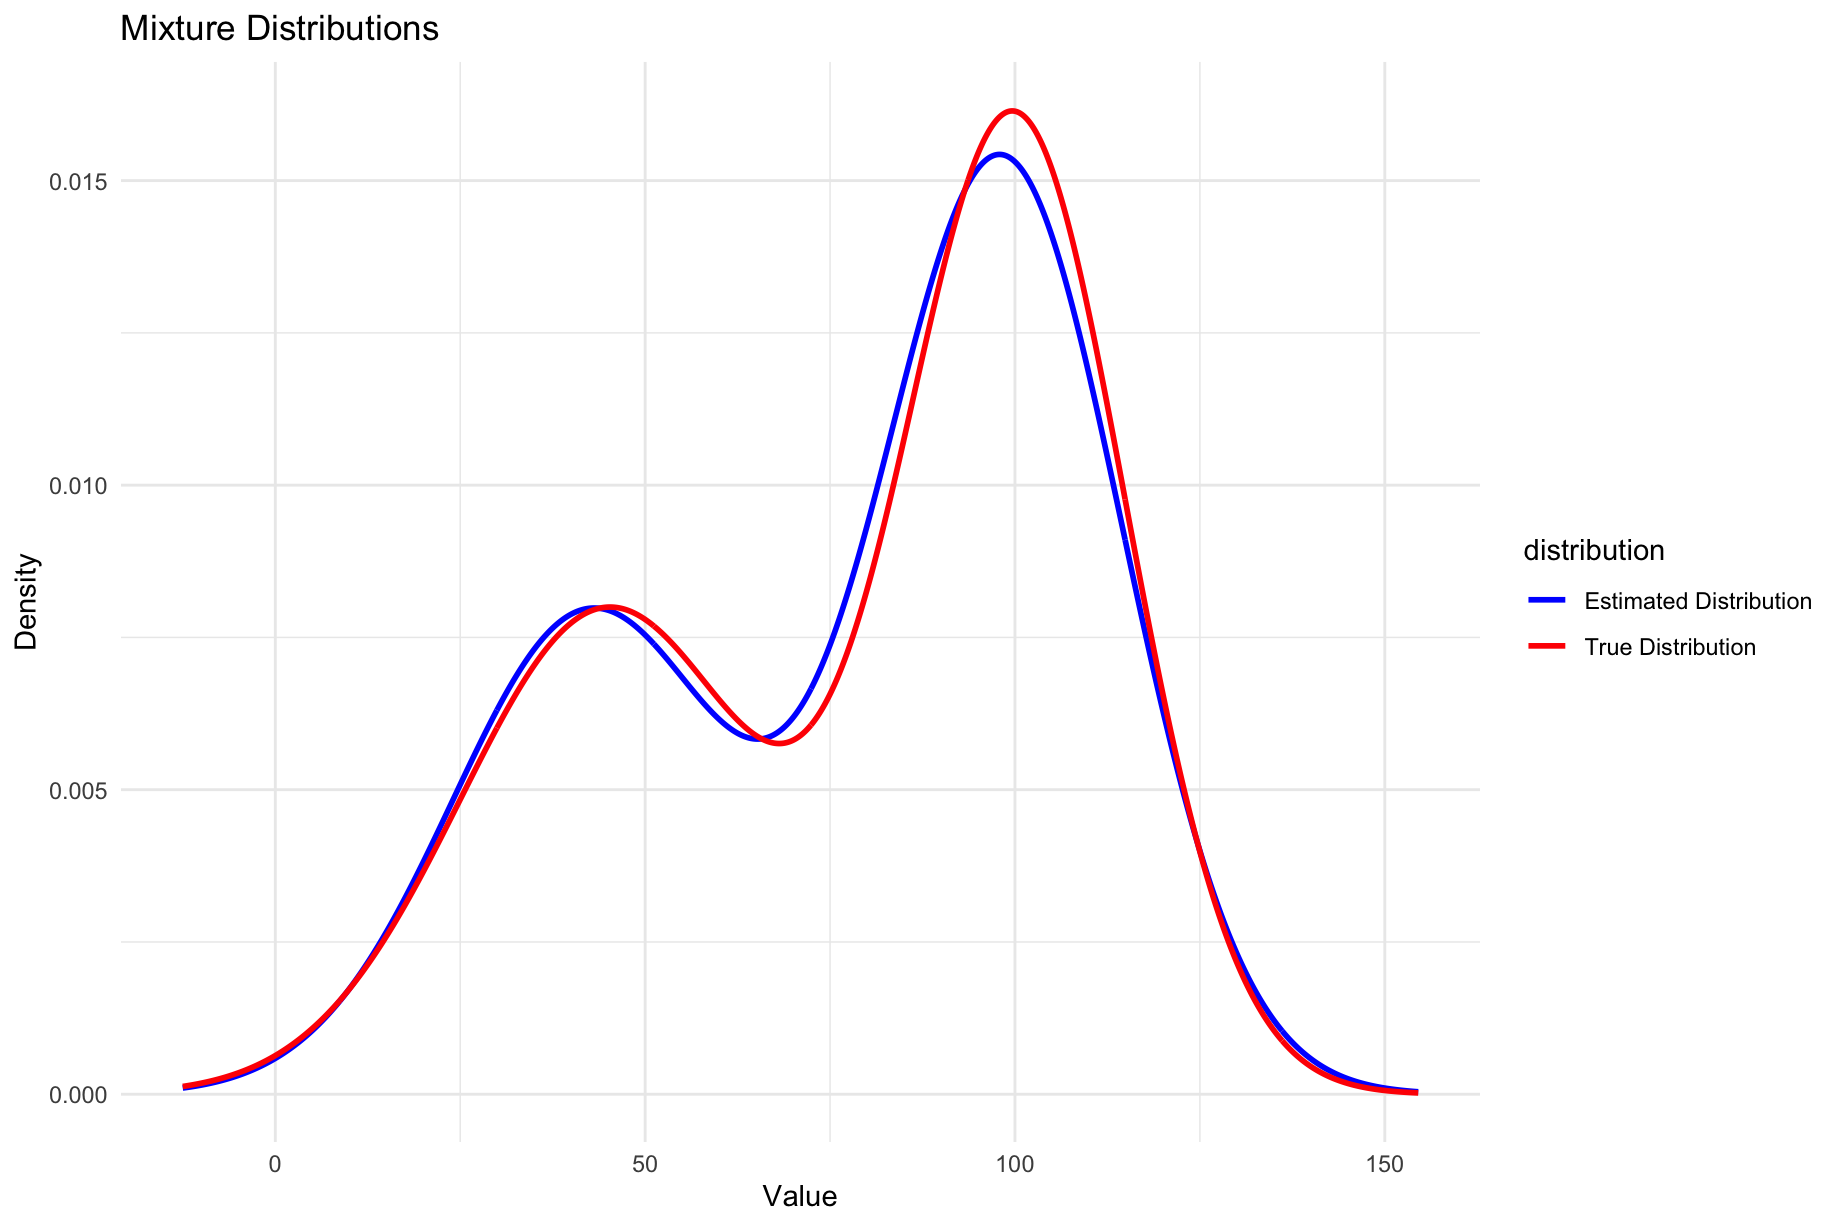 Mixture Distributions
0.015
0.010
0.005
0.000
Density
0
50
100
150
Value
distribution
Estimated Distribution
True Distribution